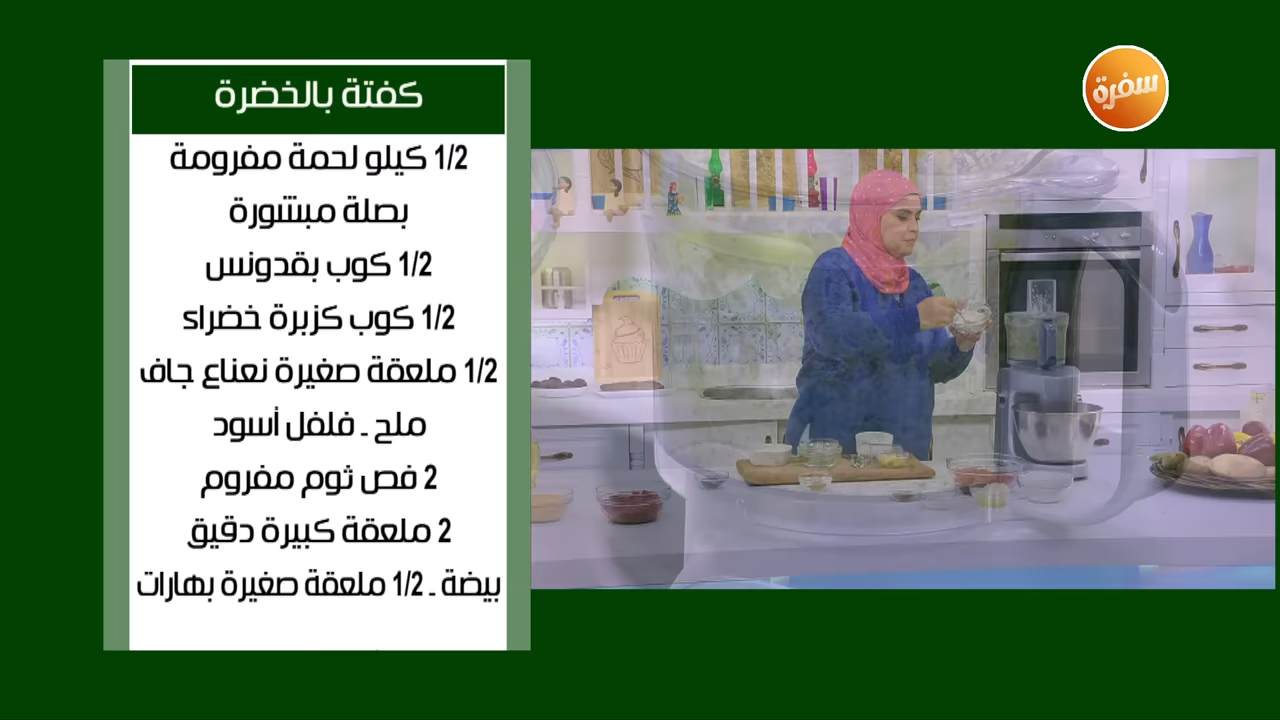 كفتة بالخضرة
1/2 كيلو لحمة مفرومة
بصلة مبشورة
1/2 كوب بقدونس
1/2 كوب كزبرة خضراء
1/2 ملعقة صغيرة نعناع جاف
ملح - فلفل أسود
2 فص ثوم مفروم
2 ملعقة كبيرة دقيق
بيضة - 1/2 ملعقة صغيرة بهارات
سفرة